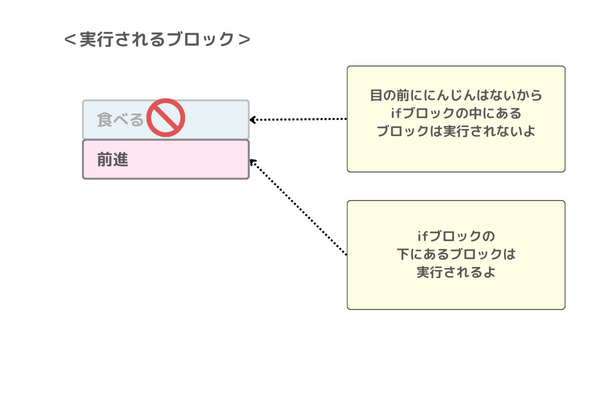 ＜実行されるブロック＞
食べる
前進
目の前ににんじんはないから
ifブロックの中にある
ブロックは実行されないよ
ifブロックの
下にあるブロックは
実行されるよ